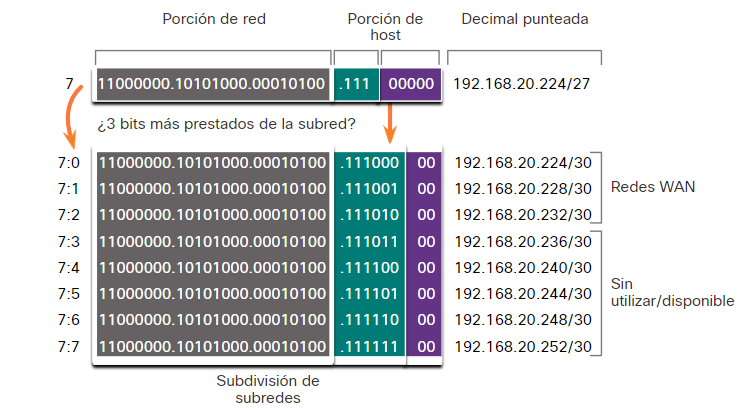 Porción de red
Porción de
host
Decimal punteada
7 11000000.10101000.00010100 .111 00000 192.168.20.224/27
¿3 bits más prestados de la subred?
7:0 11000000.10101000.00010100 .111000 00 192.168.20.224/30
7:1 11000000.10101000.00010100 .111001 00 192.168.20.228/30
Redes WAN
7:2 11000000.10101000.00010100 .111010 00 192.168.20.232/30
7:3 11000000.10101000.00010100 .111011 00 192.168.20.236/30
7:4 11000000.10101000.00010100 .111100 00 192.168.20.240/30
7:5 11000000.10101000.00010100 .111101 00 192.168.20.244/30
Sin
utilizar/disponible
7:6 11000000.10101000.00010100 .111110 00 192.168.20.248/30
7:7 11000000.10101000.00010100 .111111 00 192.168.20.252/30
Subdivisión de
subredes